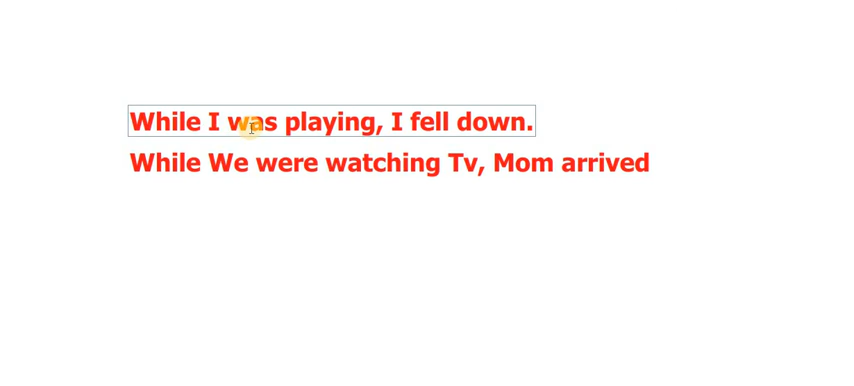 While I was playing, I fell down.
While We were watching Tv, Mom arrived